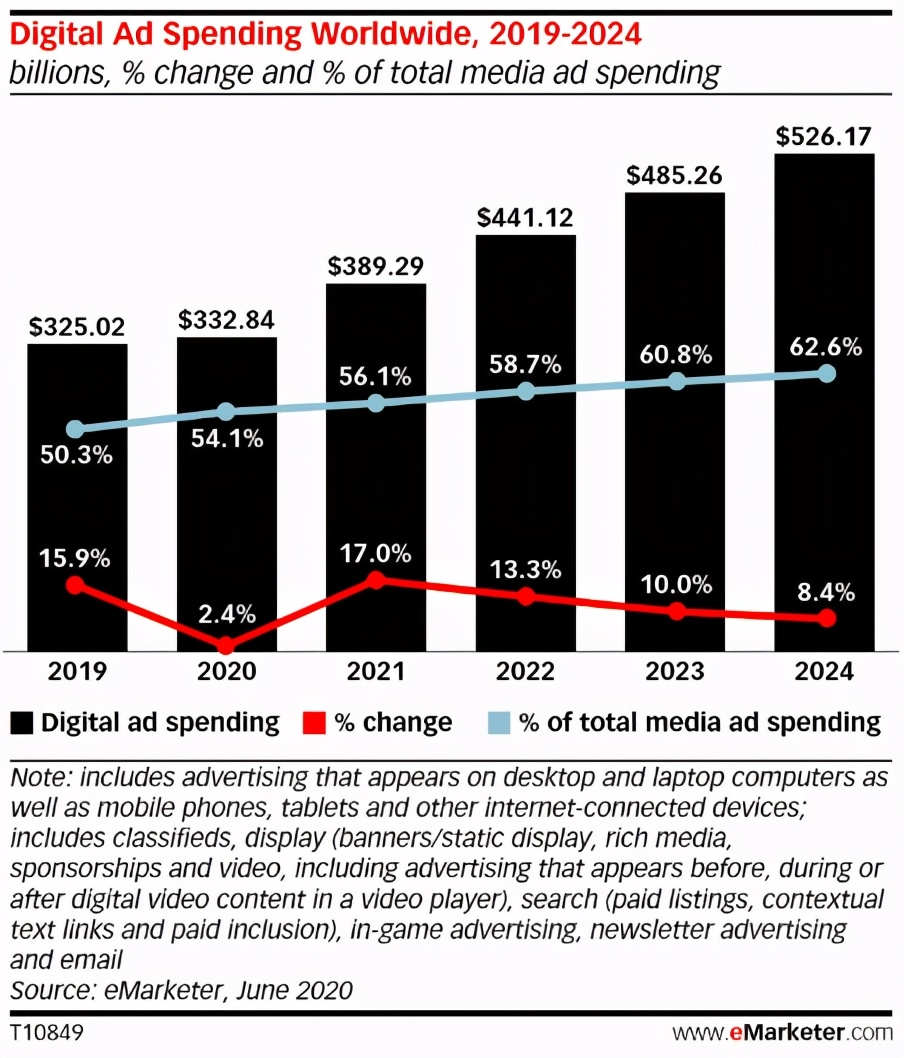 Digital Ad Spending Worldwide, 2019-2024
billions, % change and % of total media ad spending
$526.17
$485.26
$441.12
$389.29
$325.02
$332.84
50.3%
54.1%
56.1%
58.7%
60.8%
62.6%
15.9%
2.4%
17.0%
13.3%
10.0%
8.4%
2019 2020 2021 2022 2023 2024
Digital ad spending % change % of total media ad spending
Note: includes advertising that appears on desktop and laptop computers as
well as mobile phones, tablets and other internet-connected devices;
includes classifieds, display (banners/static display, rich media,
sponsorships and video, including advertising that appears before, during or
after digital video content in a video player), search (paid listings, contextual
text links and paid inclusion), in-game advertising, newsletter advertising
and email
Source: eMarketer, June 2020
T10849 www.eMarketer.com